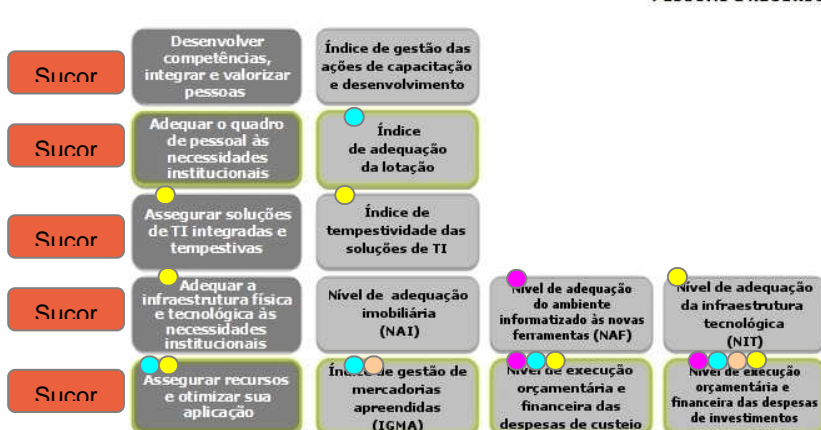 Sucor
Desenvolver
competências,
integrar e valorizar
pessoas
Índice de gestão das
ações de capacitação
e desenvolvimento
Sucor
Adequar o quadro
de pessoal às
necessidades
institucionais
Índice
de adequação
da lotação
Sucor
Assegurar soluções
de TI integradas e
tempestivas
Índice de
tempestividade das
soluções de TI
Sucor
Adequar a
infraestrutura física
e tecnológica às
necessidades
institucionais
Nível de adequação
imobiliária
(NAI)
Nível de adequação
do ambiente
informatizado às novas
ferramentas (NAF)
Nível de adequação
da infraestrutura
tecnológica
(NIT)
Sucor
Assegurar recursos
e otimizar sua
aplicação
Índice de gestão de
mercadorias
apreendidas
(IGMA)
Nível de execução
orçamentária e
financeira das
despesas de custeio
Nível de execução
orçamentária e
financeira das despesas
de investimentos